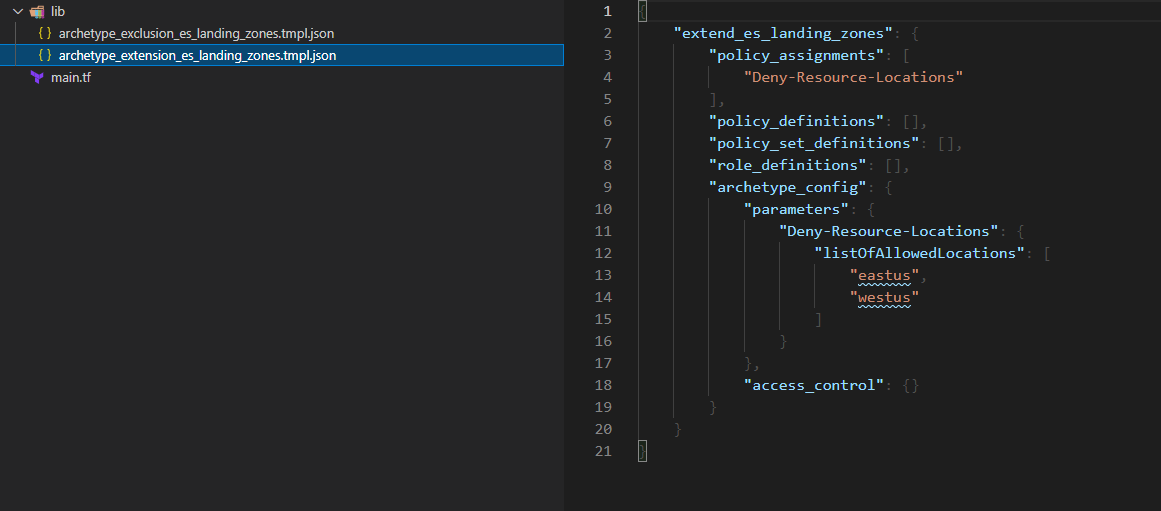 lib
archetype_exclusion_es_landing_zones.tmpl.json
archetype_extension_es_landing_zones.tmpl.json
main.tf
1 {
2     "extend_es_landing_zones": {
3         "policy_assignments": [
4             "Deny-Resource-Locations"
5         ],
6         "policy_definitions": [],
7         "policy_set_definitions": [],
8         "role_definitions": [],
9         "archetype_config": {
10             "parameters": {
11                 "Deny-Resource-Locations": {
12                     "listOfAllowedLocations": [
13                         "eastus",
14                         "westus"
15                     ]
16                 }
17             },
18             "access_control": {}
19         }
20     }
21 }